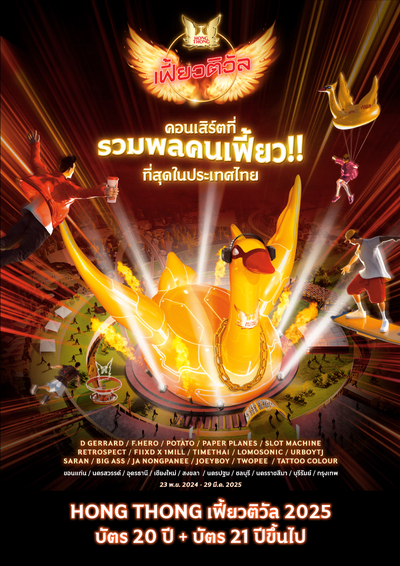 HONG THONG
เฟี้ยวติวัล
คอนเสิร์ตที่
รวมพลคนเฟี้ยว!!
ที่สุดในประเทศไทย
D GERRARD / F.HERO / POTATO / PAPER PLANES / SLOT MACHINE
RETROSPECT / FIIXD X 1MILL / TIMETHAI / LOMOSONIC / URBOYTJ
SARAN / BIG ASS / JA NONGPANEE / JOEYBOY / TWOPEE / TATTOO COLOUR
ขอนแก่น / นครสวรรค์ / อุดรธานี / เชียงใหม่ / สงขลา / นครปฐม / ชลบุรี / นครราชสีมา / บุรีรัมย์ / กรุงเทพ
23 พ.ย. 2024 - 29 มี.ค. 2025
HONG THONG เฟี้ยวติวัล 2025
บัตร 20 ปี + บัตร 21 ปีขึ้นไป